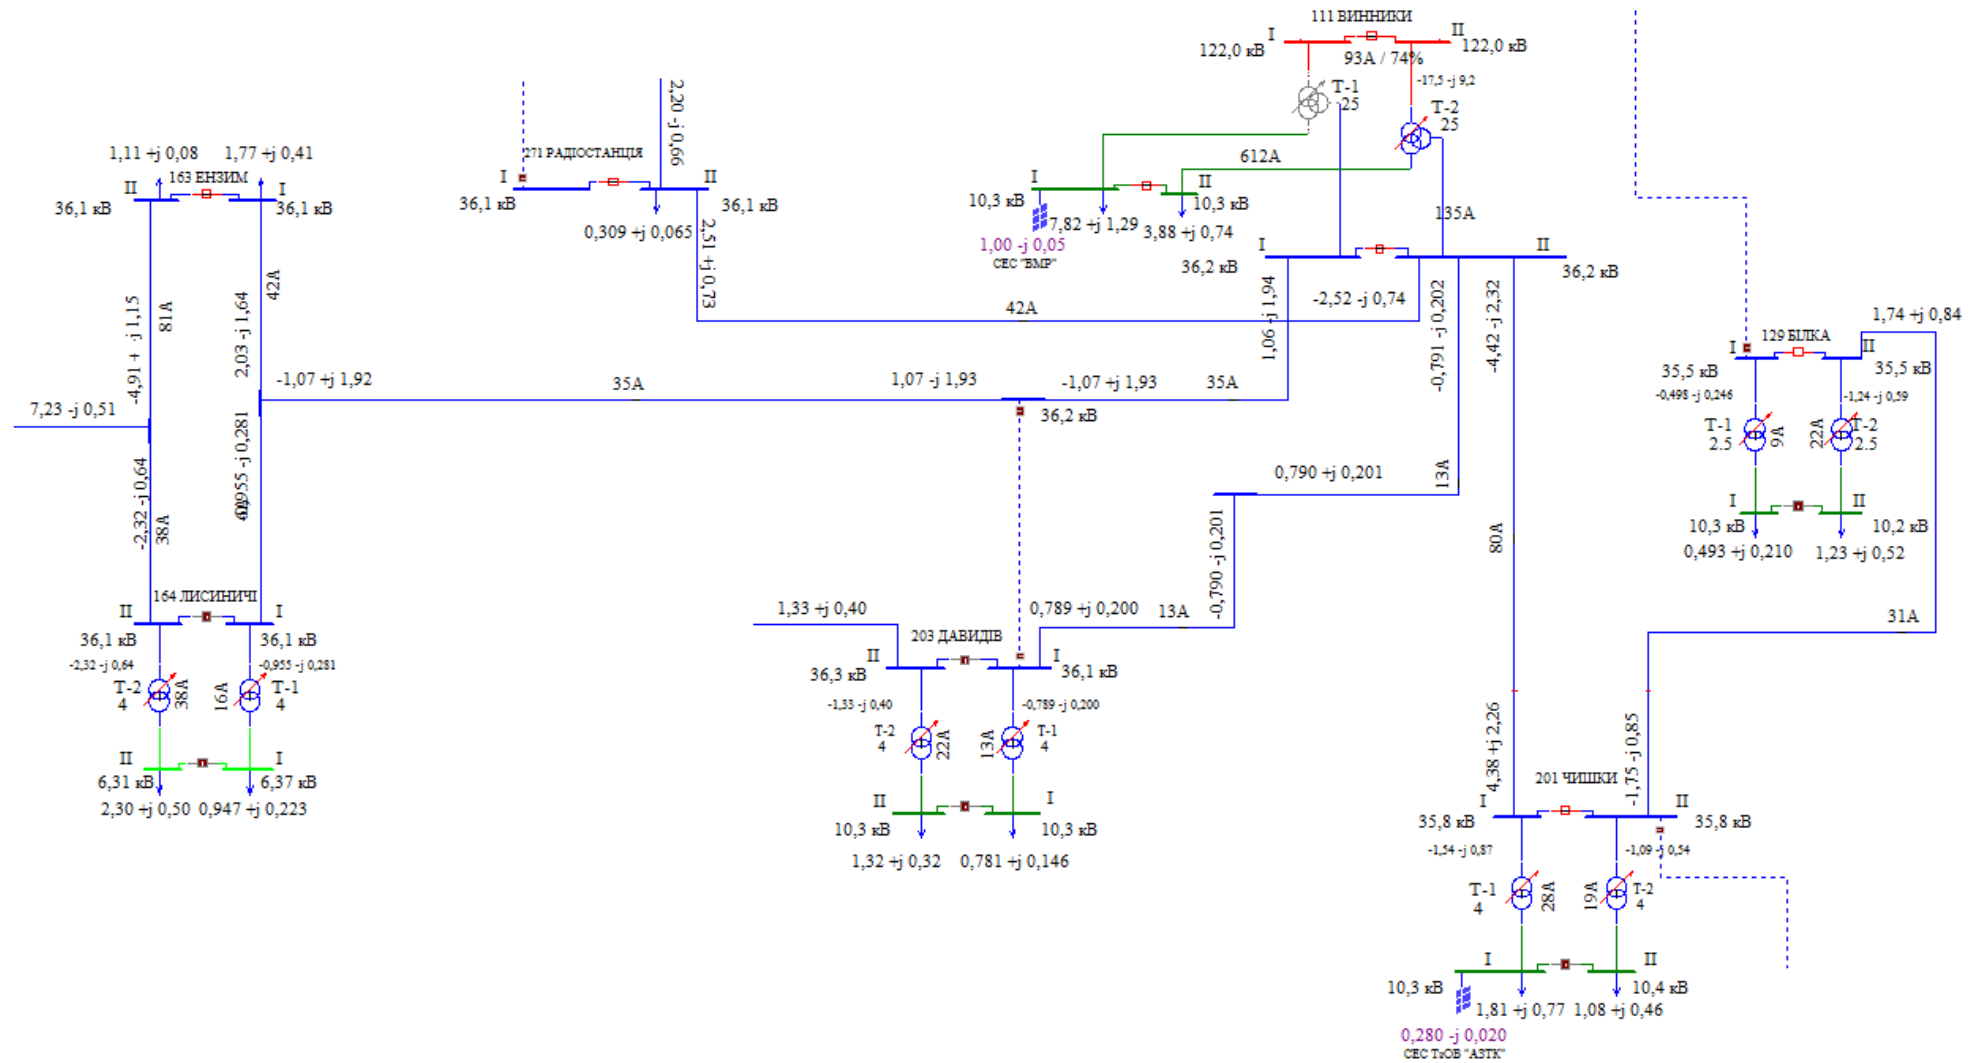 111 ВИННИКИ
I
II
122,0 кВ
122,0 кВ
93А / 74%
-17,5 -j 9,2
Т-1
25
Т-2
25
612А
I
II
10,3 кВ
10,3 кВ
7,82 +j 1,29
3,88 +j 0,74
1,00 -j 0,05
СЕС "ВМР"
135А
I
II
36,2 кВ
36,2 кВ
1,06 -j 1,94
-2,52 -j 0,74
-0,791 -j 0,202
-4,42 -j 2,32
2,20 -j 0,66
271 РАДІОСТАНЦІЯ
I
II
36,1 кВ
36,1 кВ
0,309 +j 0,065
2,51 +j 0,73
42А
1,11 +j 0,08
1,77 +j 0,41
163 ЕНЗИМ
II
I
36,1 кВ
36,1 кВ
-4,91 + j 1,15
81А
2,03 -j 1,64
42А
7,23 -j 0,51
-1,07 +j 1,92
35А
1,07 -j 1,93
-1,07 +j 1,93
35А
36,2 кВ
-2,32 -j 0,64
38А
-0,955 -j 0,281
164 ЛИСИНИЧІ
II
I
36,1 кВ
36,1 кВ
-2,32 -j 0,64
-0,955 -j 0,281
Т-2
4
38А
16А
Т-1
4
II
I
6,31 кВ
6,37 кВ
2,30 +j 0,50
0,947 +j 0,223
0,790 +j 0,201
13А
-0,790 -j 0,201
1,33 +j 0,40
0,789 +j 0,200
13А
203 ДАВИДІВ
II
I
36,3 кВ
36,1 кВ
-1,33 -j 0,40
-0,789 -j 0,200
Т-2
4
22А
13А
Т-1
4
II
I
10,3 кВ
10,3 кВ
1,32 +j 0,32
0,781 +j 0,146
80А
1,74 +j 0,84
129 БІЛКА
I
II
35,5 кВ
35,5 кВ
-0,498 -j 0,246
-1,24 -j 0,59
Т-1
2.5
9А
22А
Т-2
2.5
I
II
10,3 кВ
10,2 кВ
0,493 +j 0,210
1,23 +j 0,52
31А
4,38 +j 2,26
-1,75 -j 0,85
201 ЧИШКИ
I
II
35,8 кВ
35,8 кВ
-1,54 -j 0,87
-1,09 -j 0,54
Т-1
4
28А
19А
Т-2
4
I
II
10,3 кВ
10,4 кВ
1,81 +j 0,77
1,08 +j 0,46
0,280 -j 0,020
СЕС ТзОВ "АЗТК"